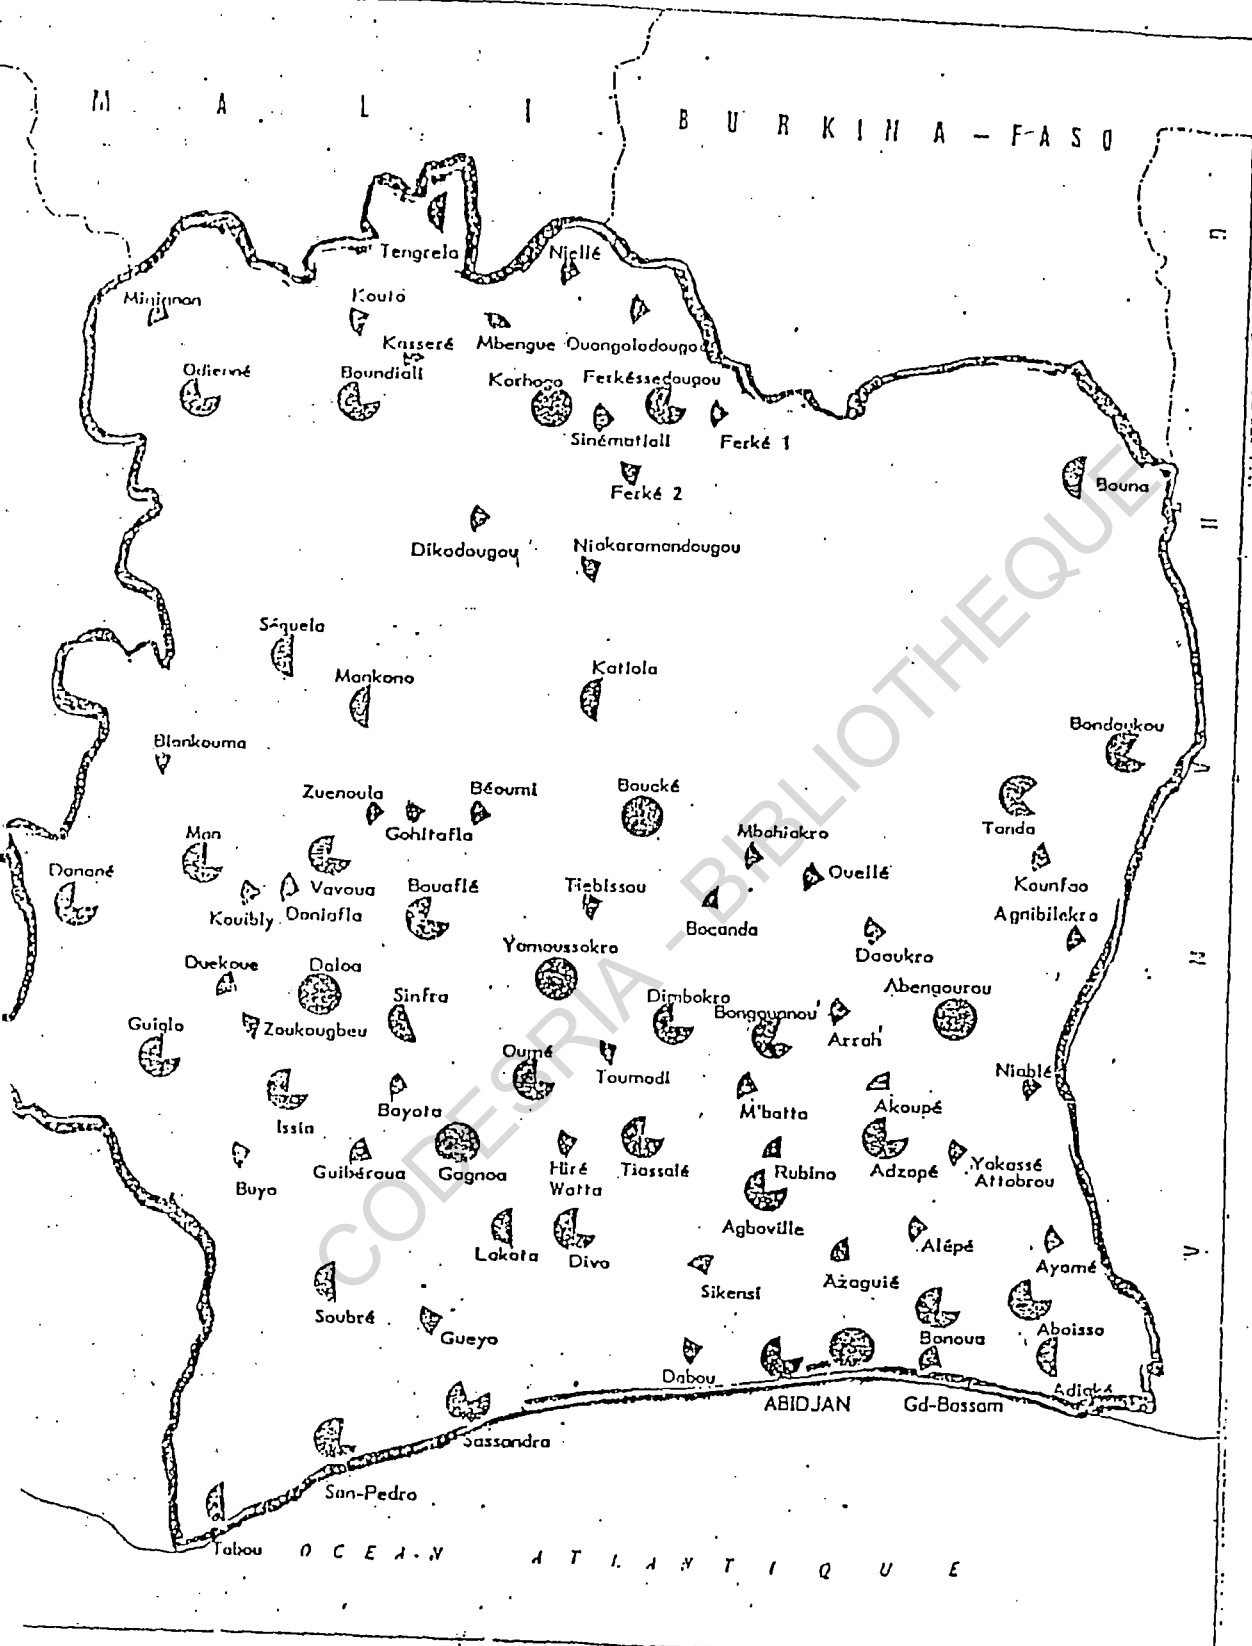 M A L I
BURKINA-FASO
G
H
A
N
A
Tengrela
Niellé
Minignan
Kouto
Kasseré
Mbengue
Ouangolodougou
Odienné
Boundiali
Korhogo
Ferkéssedougou
Sinématiali
Ferké 1
Ferké 2
Bouna
Dikodougou
Niakaramandougou
Séguela
Mankono
Katiola
Bondoukou
Biankouma
Zuenoula
Béoumi
Bouaké
Gohitafla
Mbahiakro
Tanda
Man
Ouellé
Danané
Vavoua
Bouaflé
Tiebissou
Kounfao
Kouibly
Daniafla
Bocanda
Agnibilekro
Daoukro
Duekoue
Daloa
Yamoussokro
Abengourou
Sinfra
Dimbokro
Bongouanou
Guiglo
Zoukougbeu
Arrah
Oumé
Toumodi
Niablé
Issia
Bayota
M'batto
Akoupé
Buyo
Guibéroua
Gagnoa
Hiré
Watta
Tiassalé
Rubino
Adzopé
Yakassé
Attobrou
Agboville
Lakota
Divo
Alépé
Ayamé
Sikensi
Azaguié
Soubré
Gueyo
Bonoua
Aboisso
Dabou
ABIDJAN
Gd-Bassam
Adiaké
Sassandra
San-Pedro
Tabou
OCEAN ATLANTIQUE
CODESRIA - BIBLIOTHEQUE